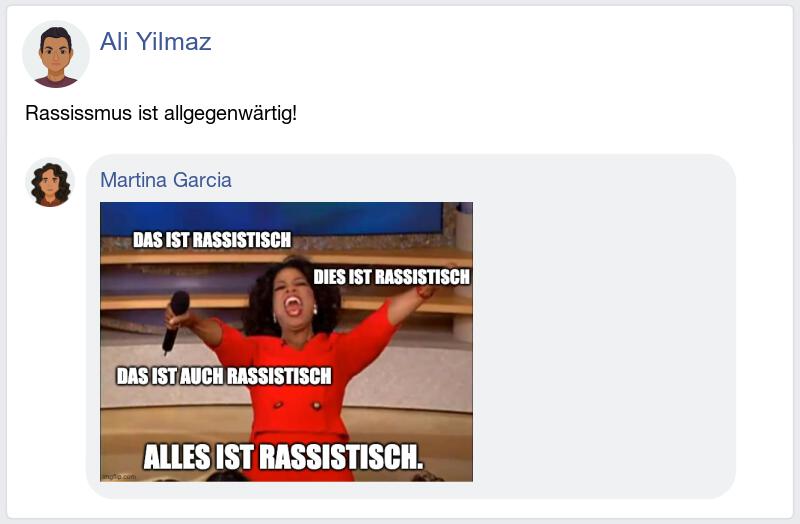 Ali Yilmaz
Rassissmus ist allgegenwärtig!
Martina Garcia
DAS IST RASSISTISCH
DIES IST RASSISTISCH
DAS IST AUCH RASSISTISCH
ALLES IST RASSISTISCH.
imgflip.com